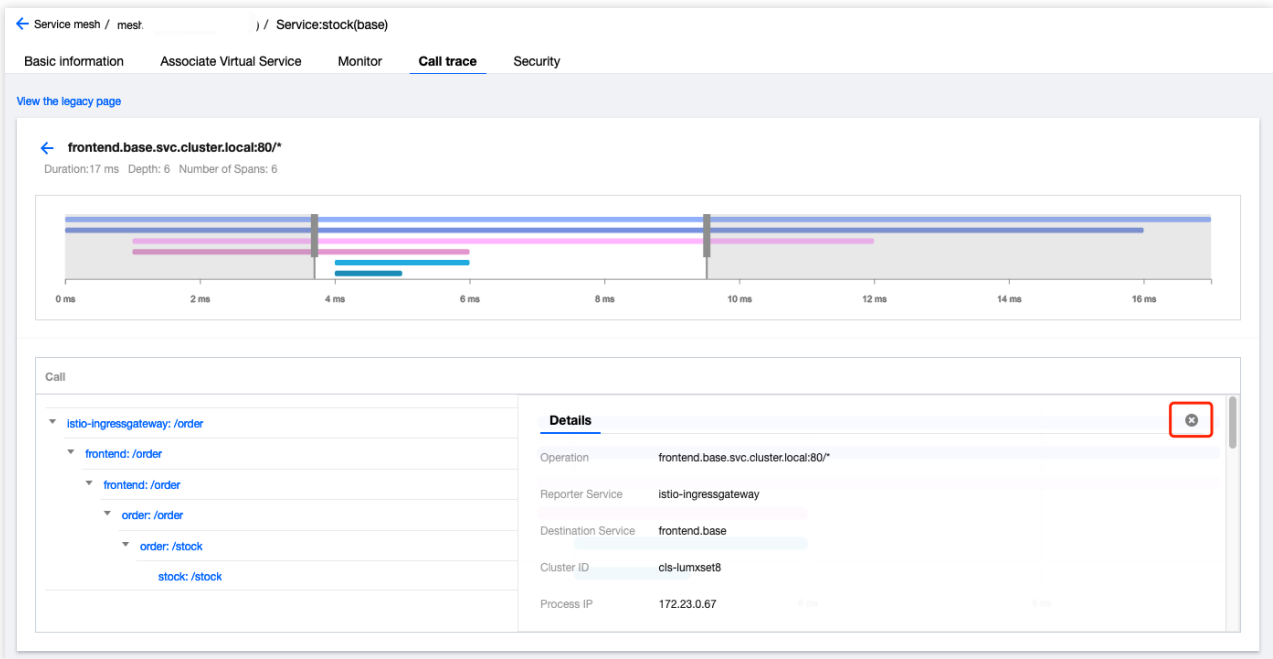 Service mesh / mesh. ) / Service:stock(base)
Basic information Associate Virtual Service Monitor Call trace Security
View the legacy page
frontend.base.svc.cluster.local:80/*
Duration:17 ms Depth: 6 Number of Spans: 6
0 ms 2 ms 4 ms 6 ms 8 ms 10 ms 12 ms 14 ms 16 ms
Call
istio-ingressgateway: /order
frontend: /order
frontend: /order
order: /order
order: /stock
stock: /stock
Details
Operation frontend.base.svc.cluster.local:80/*
Reporter Service istio-ingressgateway
Destination Service frontend.base
Cluster ID cls-lumxset8
Process IP 172.23.0.67